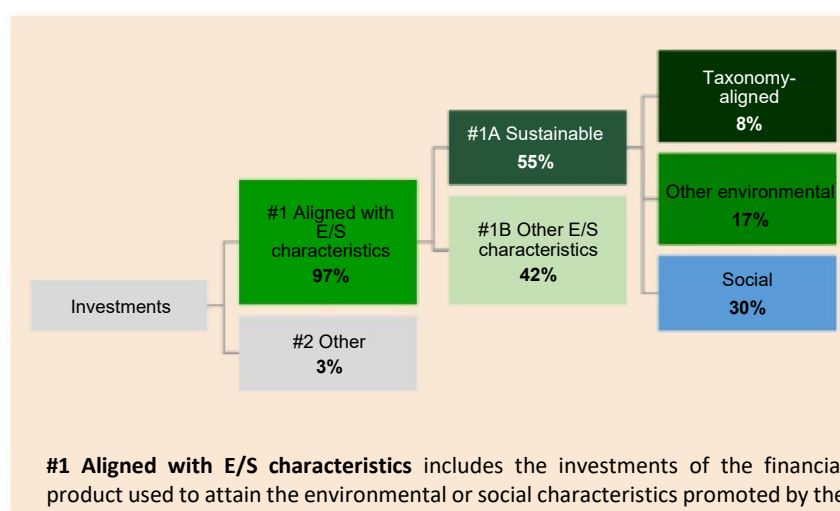 Taxonomy-
aligned
8%
#1A Sustainable
55%
Other environmental
17%
#1 Aligned with
E/S
characteristics
97%
#1B Other E/S
characteristics
42%
Social
30%
Investments
#2 Other
3%
#1 Aligned with E/S characteristics includes the investments of the financial
product used to attain the environmental or social characteristics promoted by the